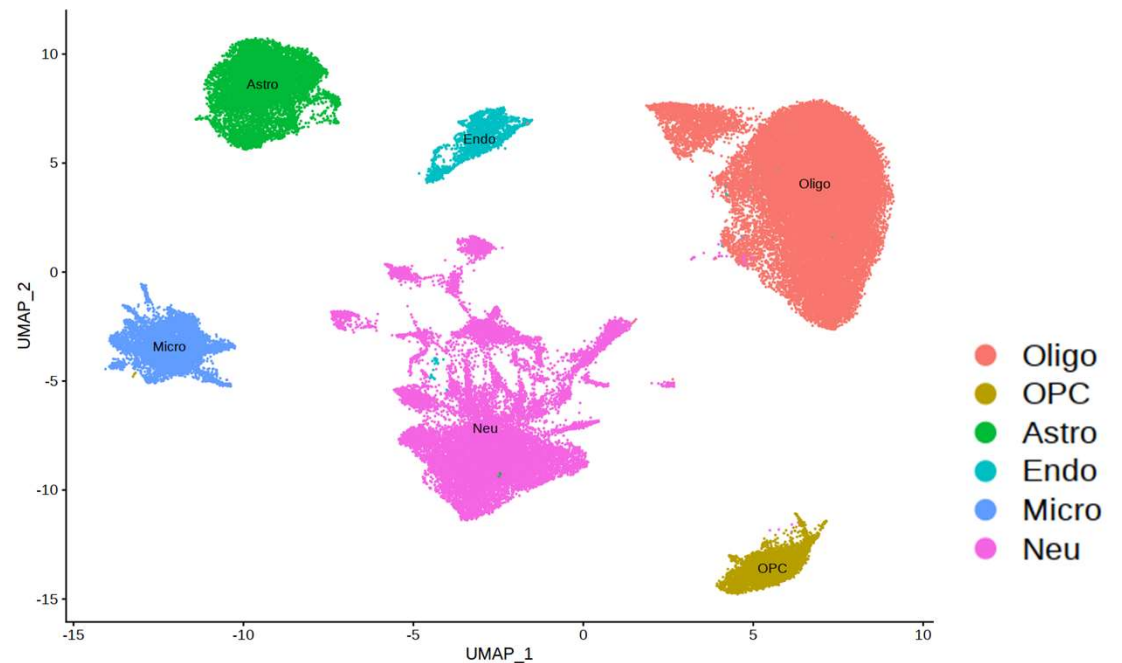 10
5
0
-5
-10
-15
UMAP_2
Astro
Endo
Oligo
Micro
Neu
OPC
-15
-10
-5
0
5
10
UMAP_1
Oligo
OPC
Astro
Endo
Micro
Neu